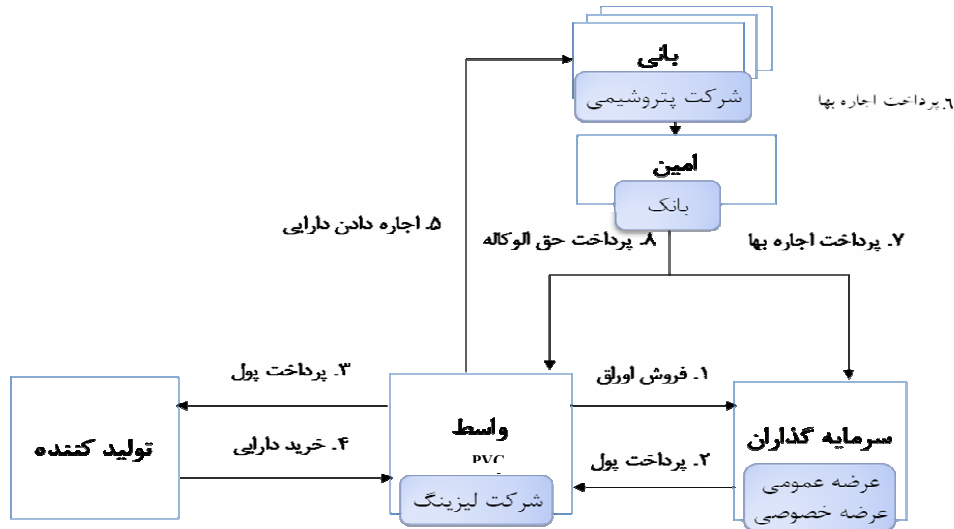 بانی
شرکت پتروشیمی
۶. پرداخت اجاره بها
امین
بانک
۵. اجاره دادن دارایی
۸. پرداخت حق الوکاله
۷. پرداخت اجاره بها
۳. پرداخت پول
۱. فروش اوراق
تولید کننده
واسط
PVC
سرمایه گذاران
۴. خرید دارایی
۲. پرداخت پول
شرکت لیزینگ
عرضه عمومی
عرضه خصوصی